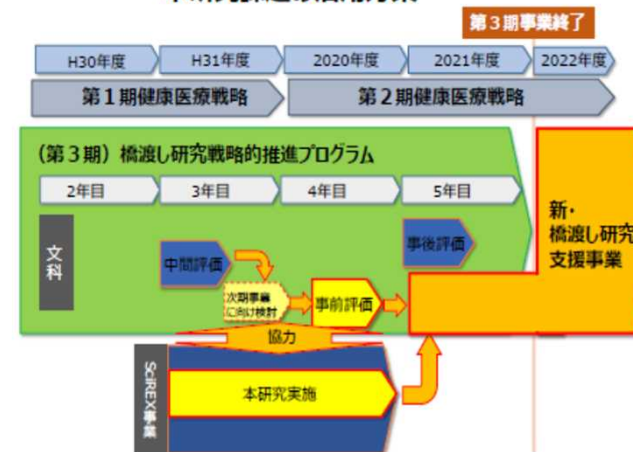 第3期事業終了
H30年度
H31年度
2020年度
2021年度
2022年度
第1期健康医療戦略
第2期健康医療戦略
(第3期)橋渡し研究戦略的推進プログラム
2年目
3年目
4年目
5年目
新・
橋渡し研究
支援事業
文科
中間評価
事後評価
次期事業
に向け検討
事前評価
協力
SciREX事業
本研究実施